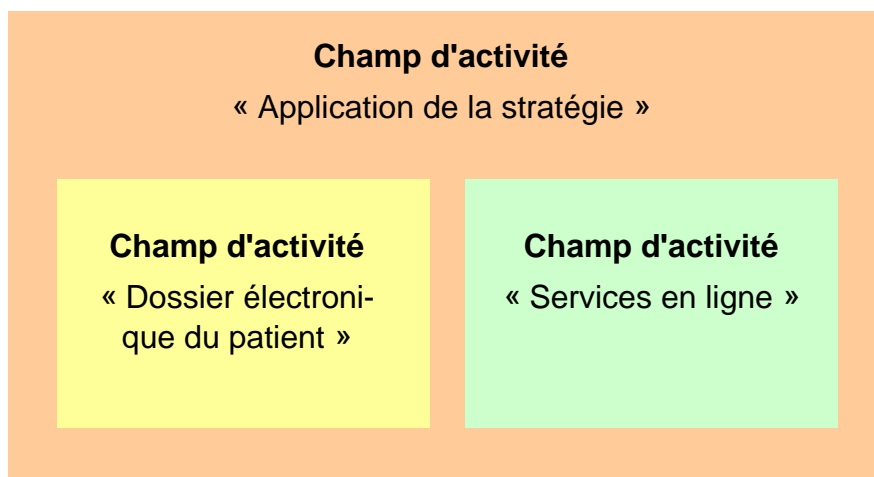 Champ d'activité
« Application de la stratégie »
Champ d'activité
« Dossier électroni-
que du patient »
Champ d'activité
« Services en ligne »